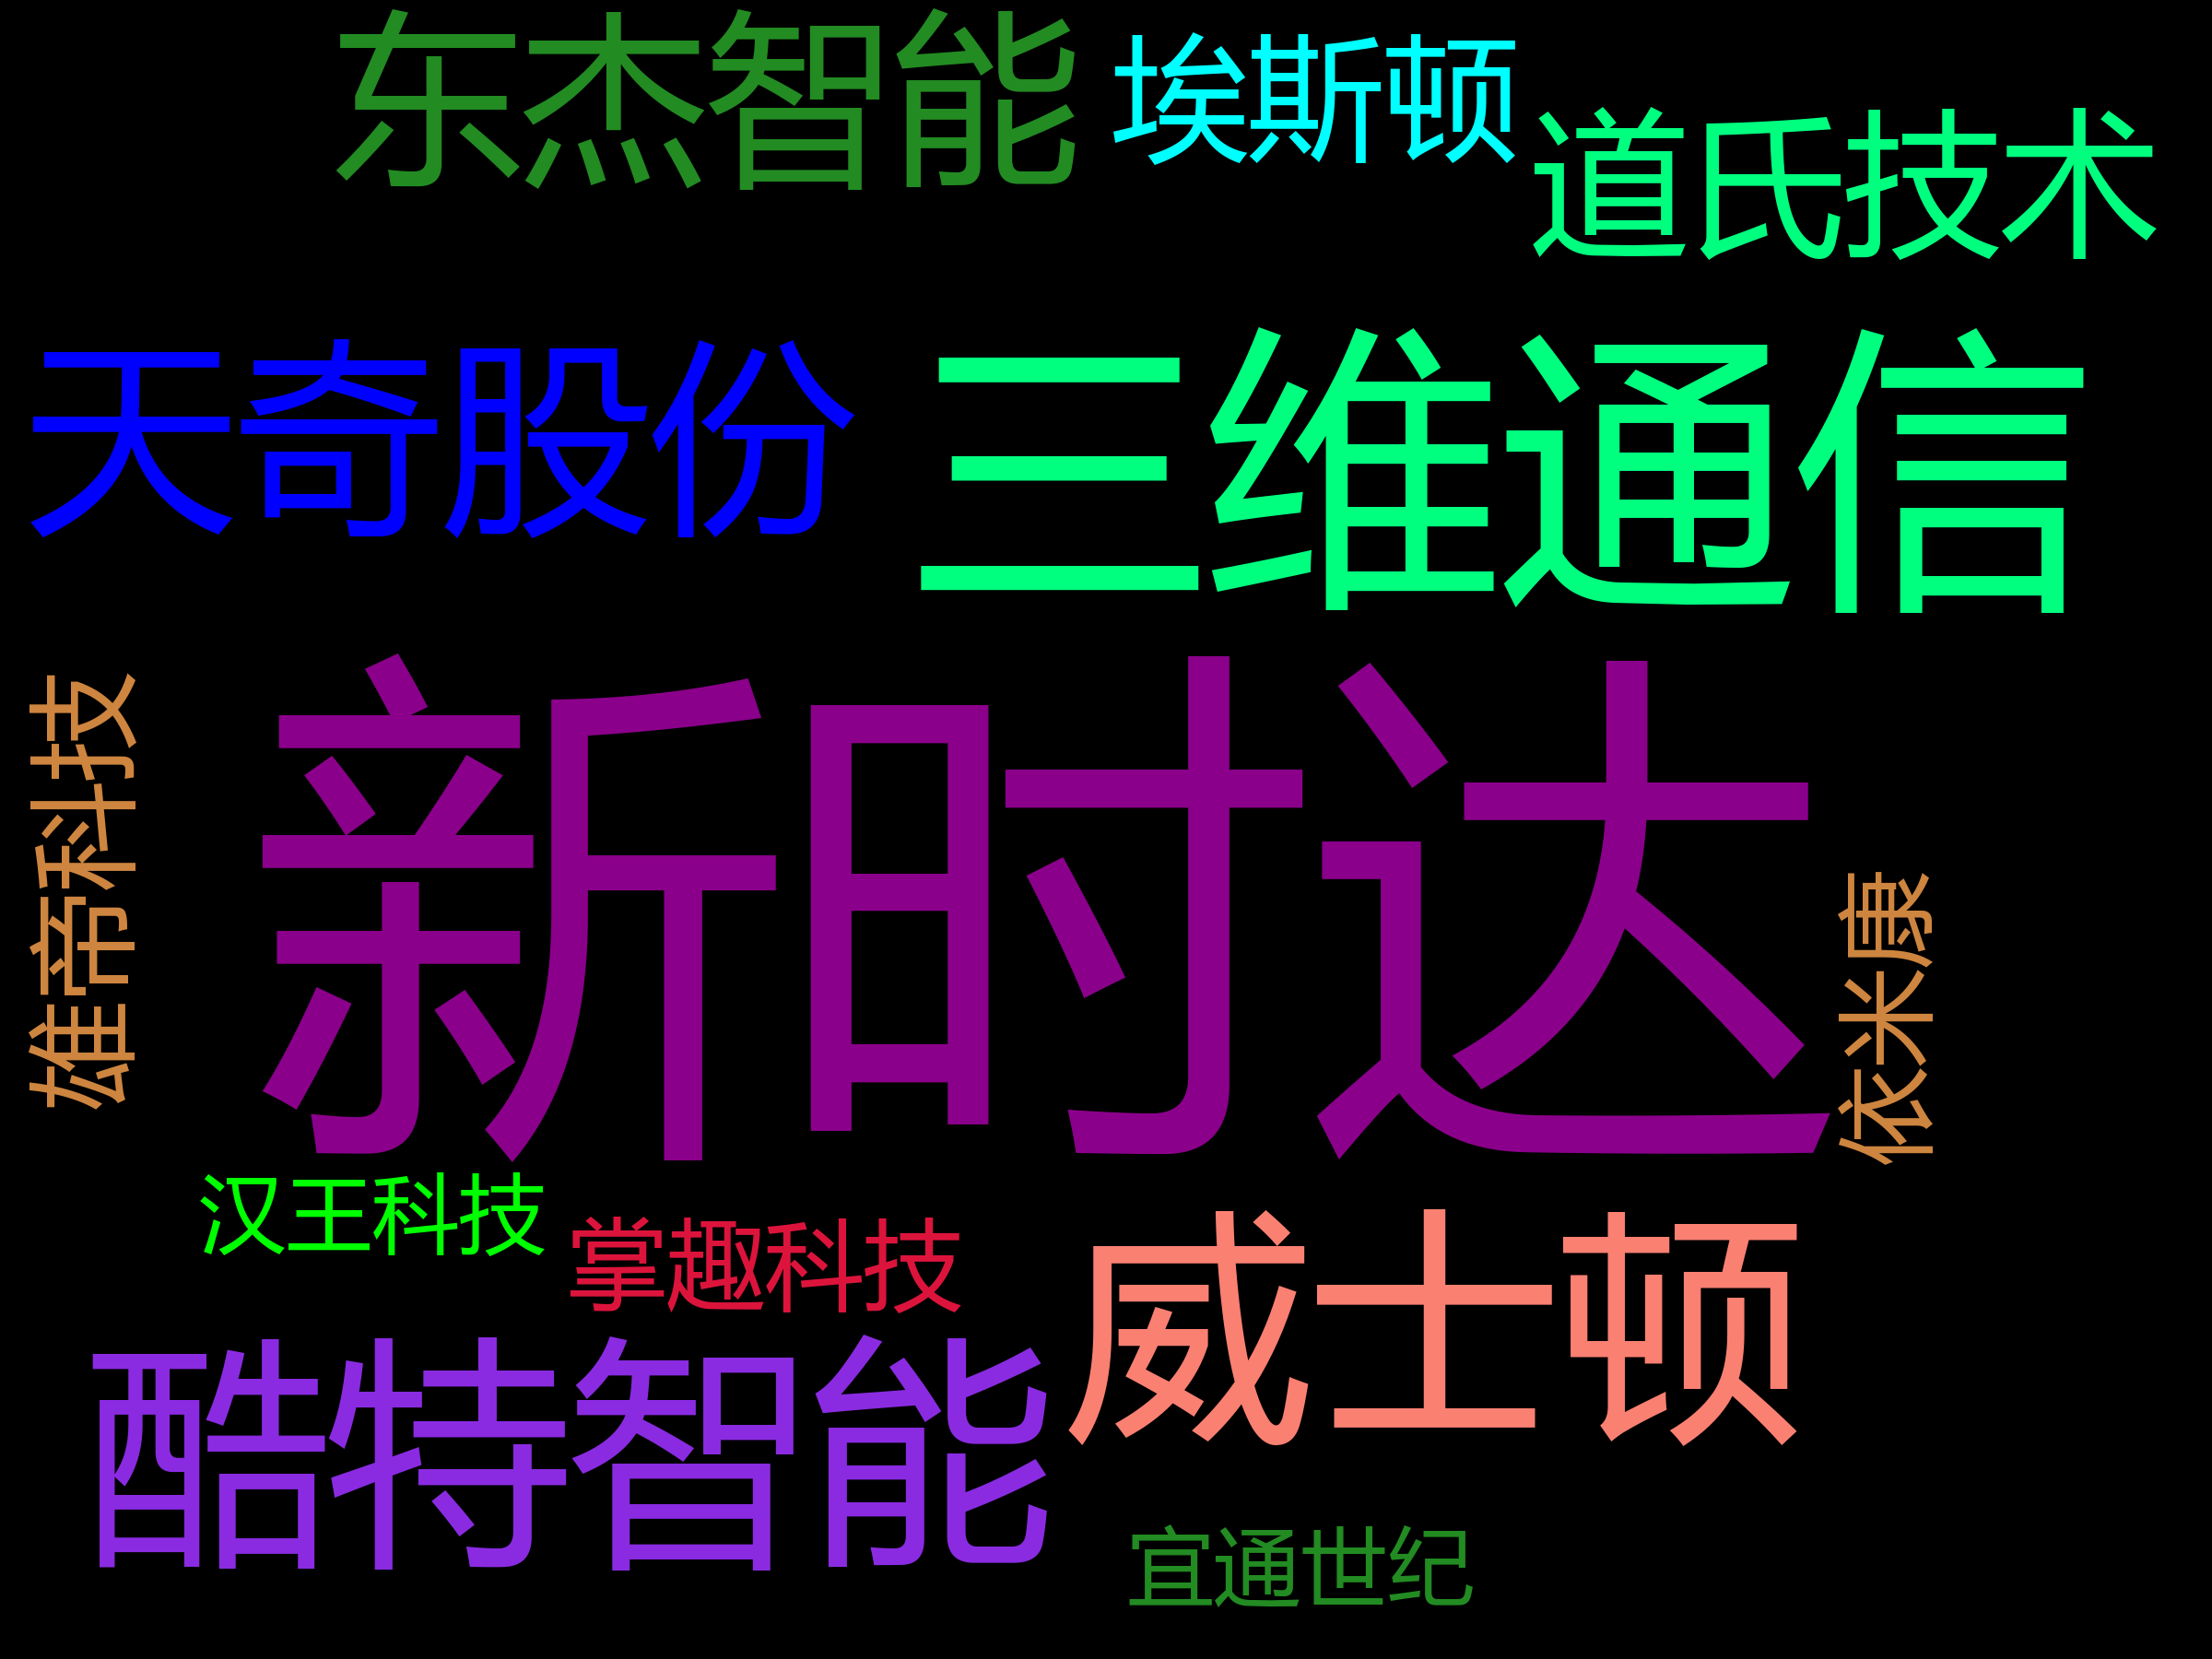 东杰智能
埃斯顿
道氏技术
天奇股份
三维通信
新时达
维帝科技
依米康
汉王科技
掌趣科技
威士顿
酷特智能
宜通世纪